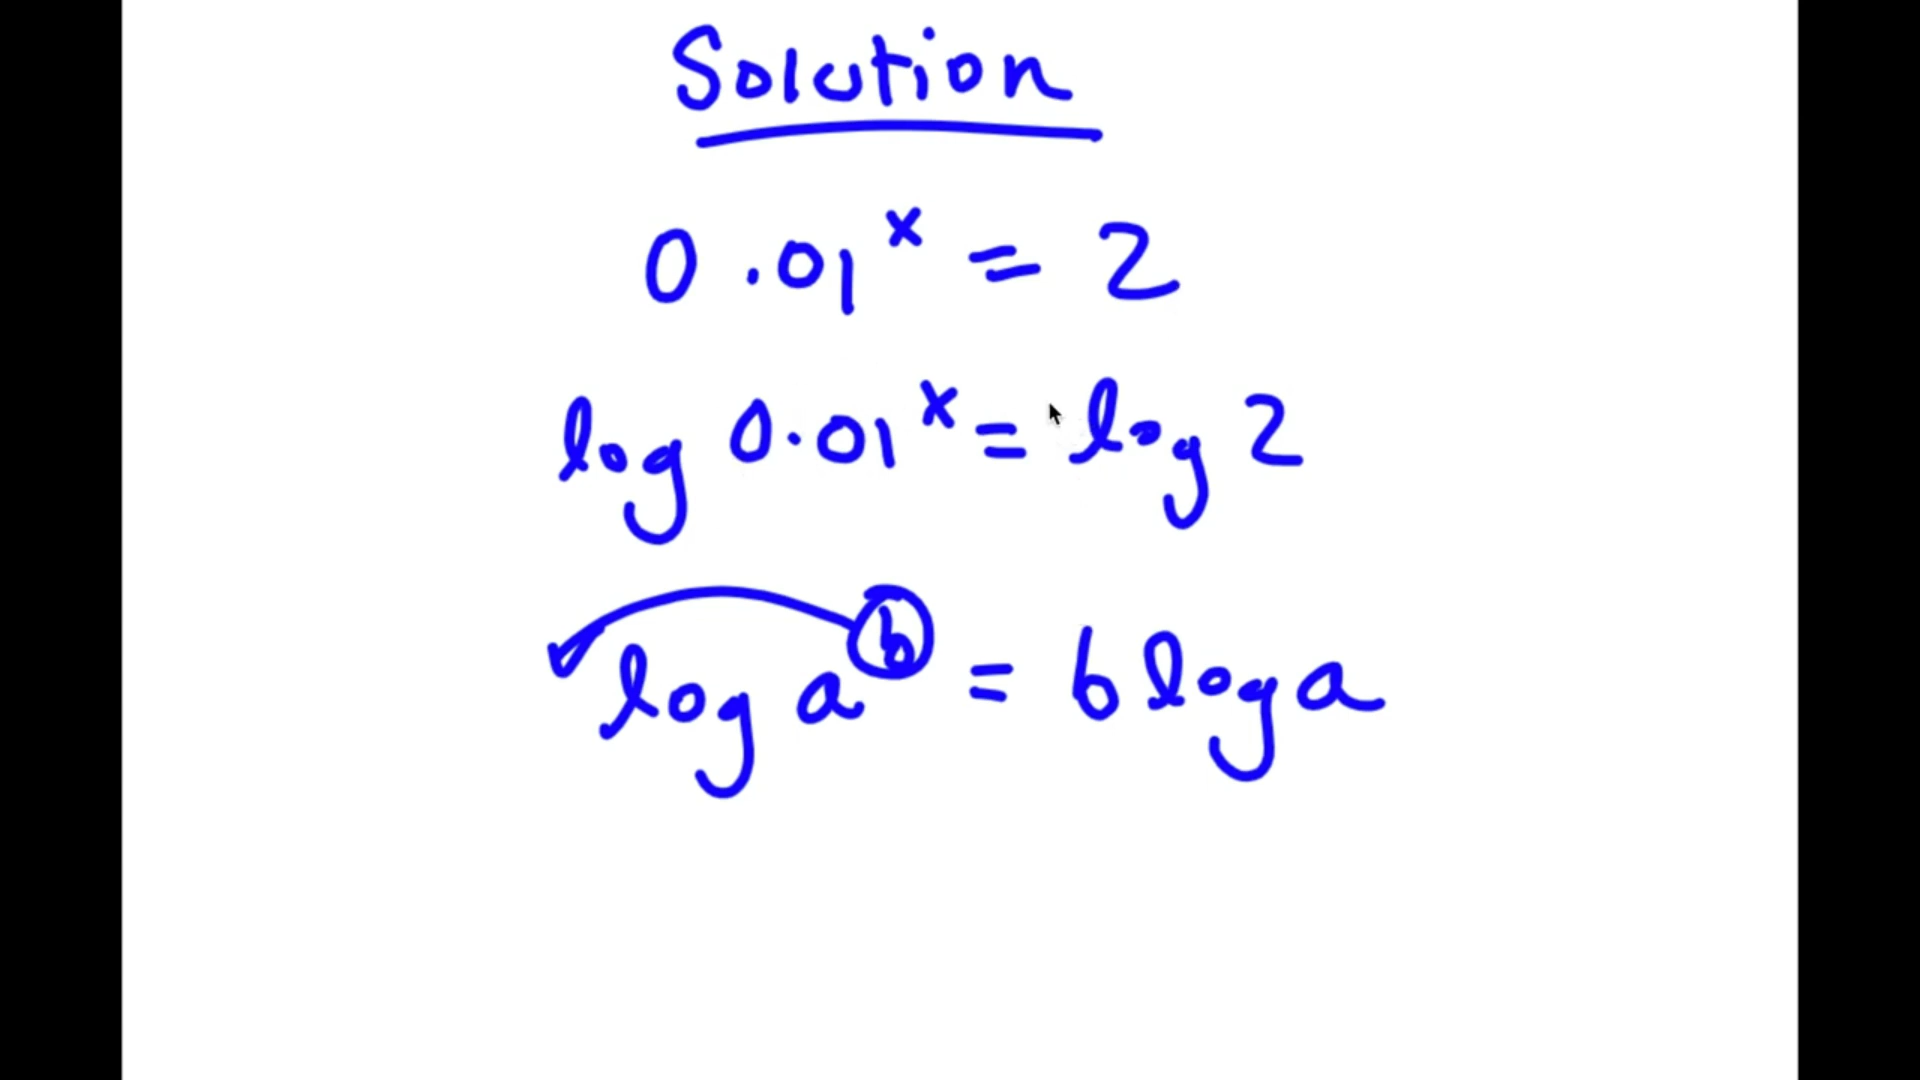 Solution
0.01^x = 2
log 0.01^x = log 2
log a^b = b log a